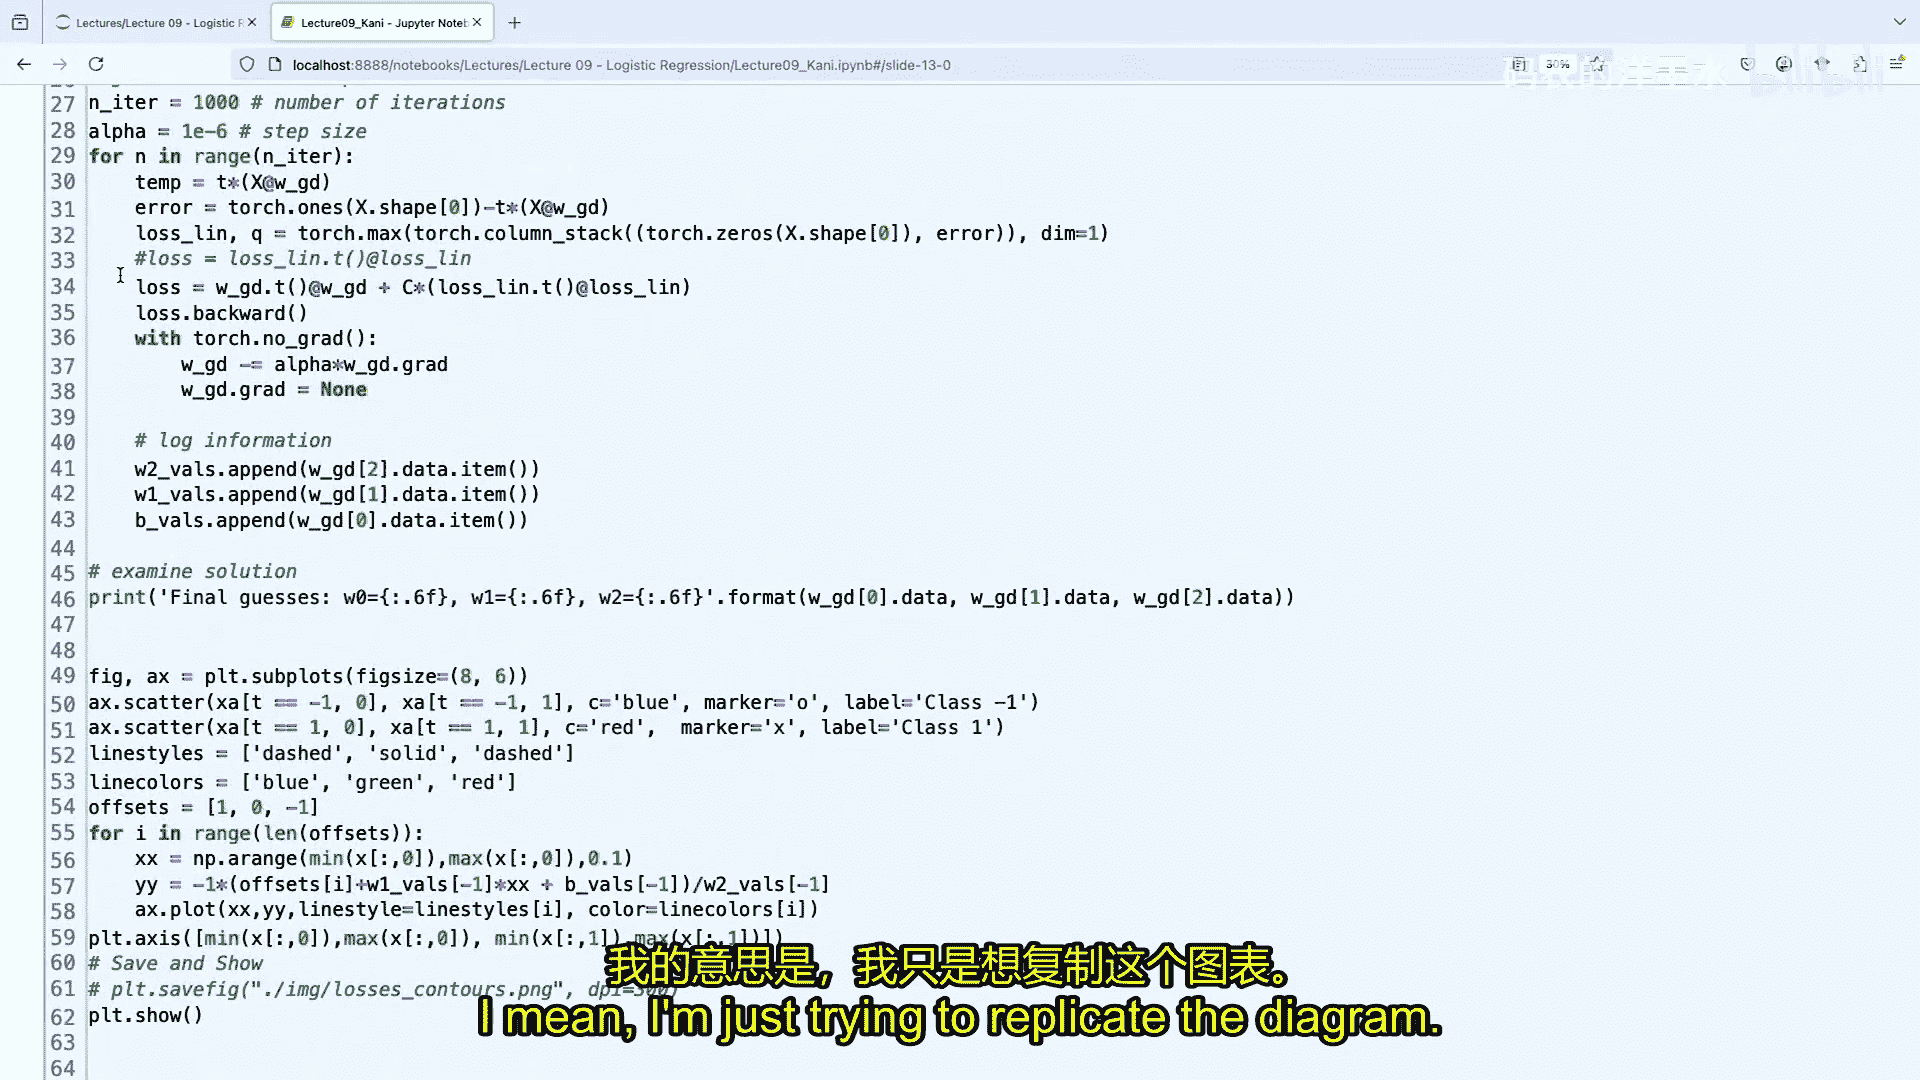 Lectures/Lecture 09 - Logistic F
Lecture09_Kani - Jupyter Noteb
localhost:8888/notebooks/Lectures/Lecture 09 - Logistic Regression/Lecture09_Kani.ipynb#/slide-13-0
30%
27 n_iter = 1000 # number of iterations
28 alpha = 1e-6 # step size
29 for n in range(n_iter):
30 temp = t*(X@w_gd)
31 error = torch.ones(X.shape[0])-t*(X@w_gd)
32 loss_lin, q = torch.max(torch.column_stack((torch.zeros(X.shape[0]), error)), dim=1)
33 #loss = loss_lin.t()@loss_lin
34 loss = w_gd.t()@w_gd + C*(loss_lin.t()@loss_lin)
35 loss.backward()
36 with torch.no_grad():
37 w_gd -= alpha*w_gd.grad
38 w_gd.grad = None
39
40 # log information
41 w2_vals.append(w_gd[2].data.item())
42 w1_vals.append(w_gd[1].data.item())
43 b_vals.append(w_gd[0].data.item())
44
45 # examine solution
46 print('Final guesses: w0={:.6f}, w1={:.6f}, w2={:.6f}'.format(w_gd[0].data, w_gd[1].data, w_gd[2].data))
47
48
49 fig, ax = plt.subplots(figsize=(8, 6))
50 ax.scatter(xa[t == -1, 0], xa[t == -1, 1], c='blue', marker='o', label='Class -1')
51 ax.scatter(xa[t == 1, 0], xa[t == 1, 1], c='red', marker='x', label='Class 1')
52 linestyles = ['dashed', 'solid', 'dashed']
53 linecolors = ['blue', 'green', 'red']
54 offsets = [1, 0, -1]
55 for i in range(len(offsets)):
56 xx = np.arange(min(x[:,0]),max(x[:,0]),0.1)
57 yy = -1*(offsets[i]+w1_vals[-1]*xx + b_vals[-1])/w2_vals[-1]
58 ax.plot(xx,yy,linestyle=linestyles[i], color=linecolors[i])
59 plt.axis([min(x[:,0]),max(x[:,0]), min(x[:,1]),max(x[:,1])])
60 # Save and Show
61 # plt.savefig("./img/losses_contours.png", dpi=300)
62 plt.show()
63
64
我的意思是，我只是想复制这个图表。
I mean, I'm just trying to replicate the diagram.